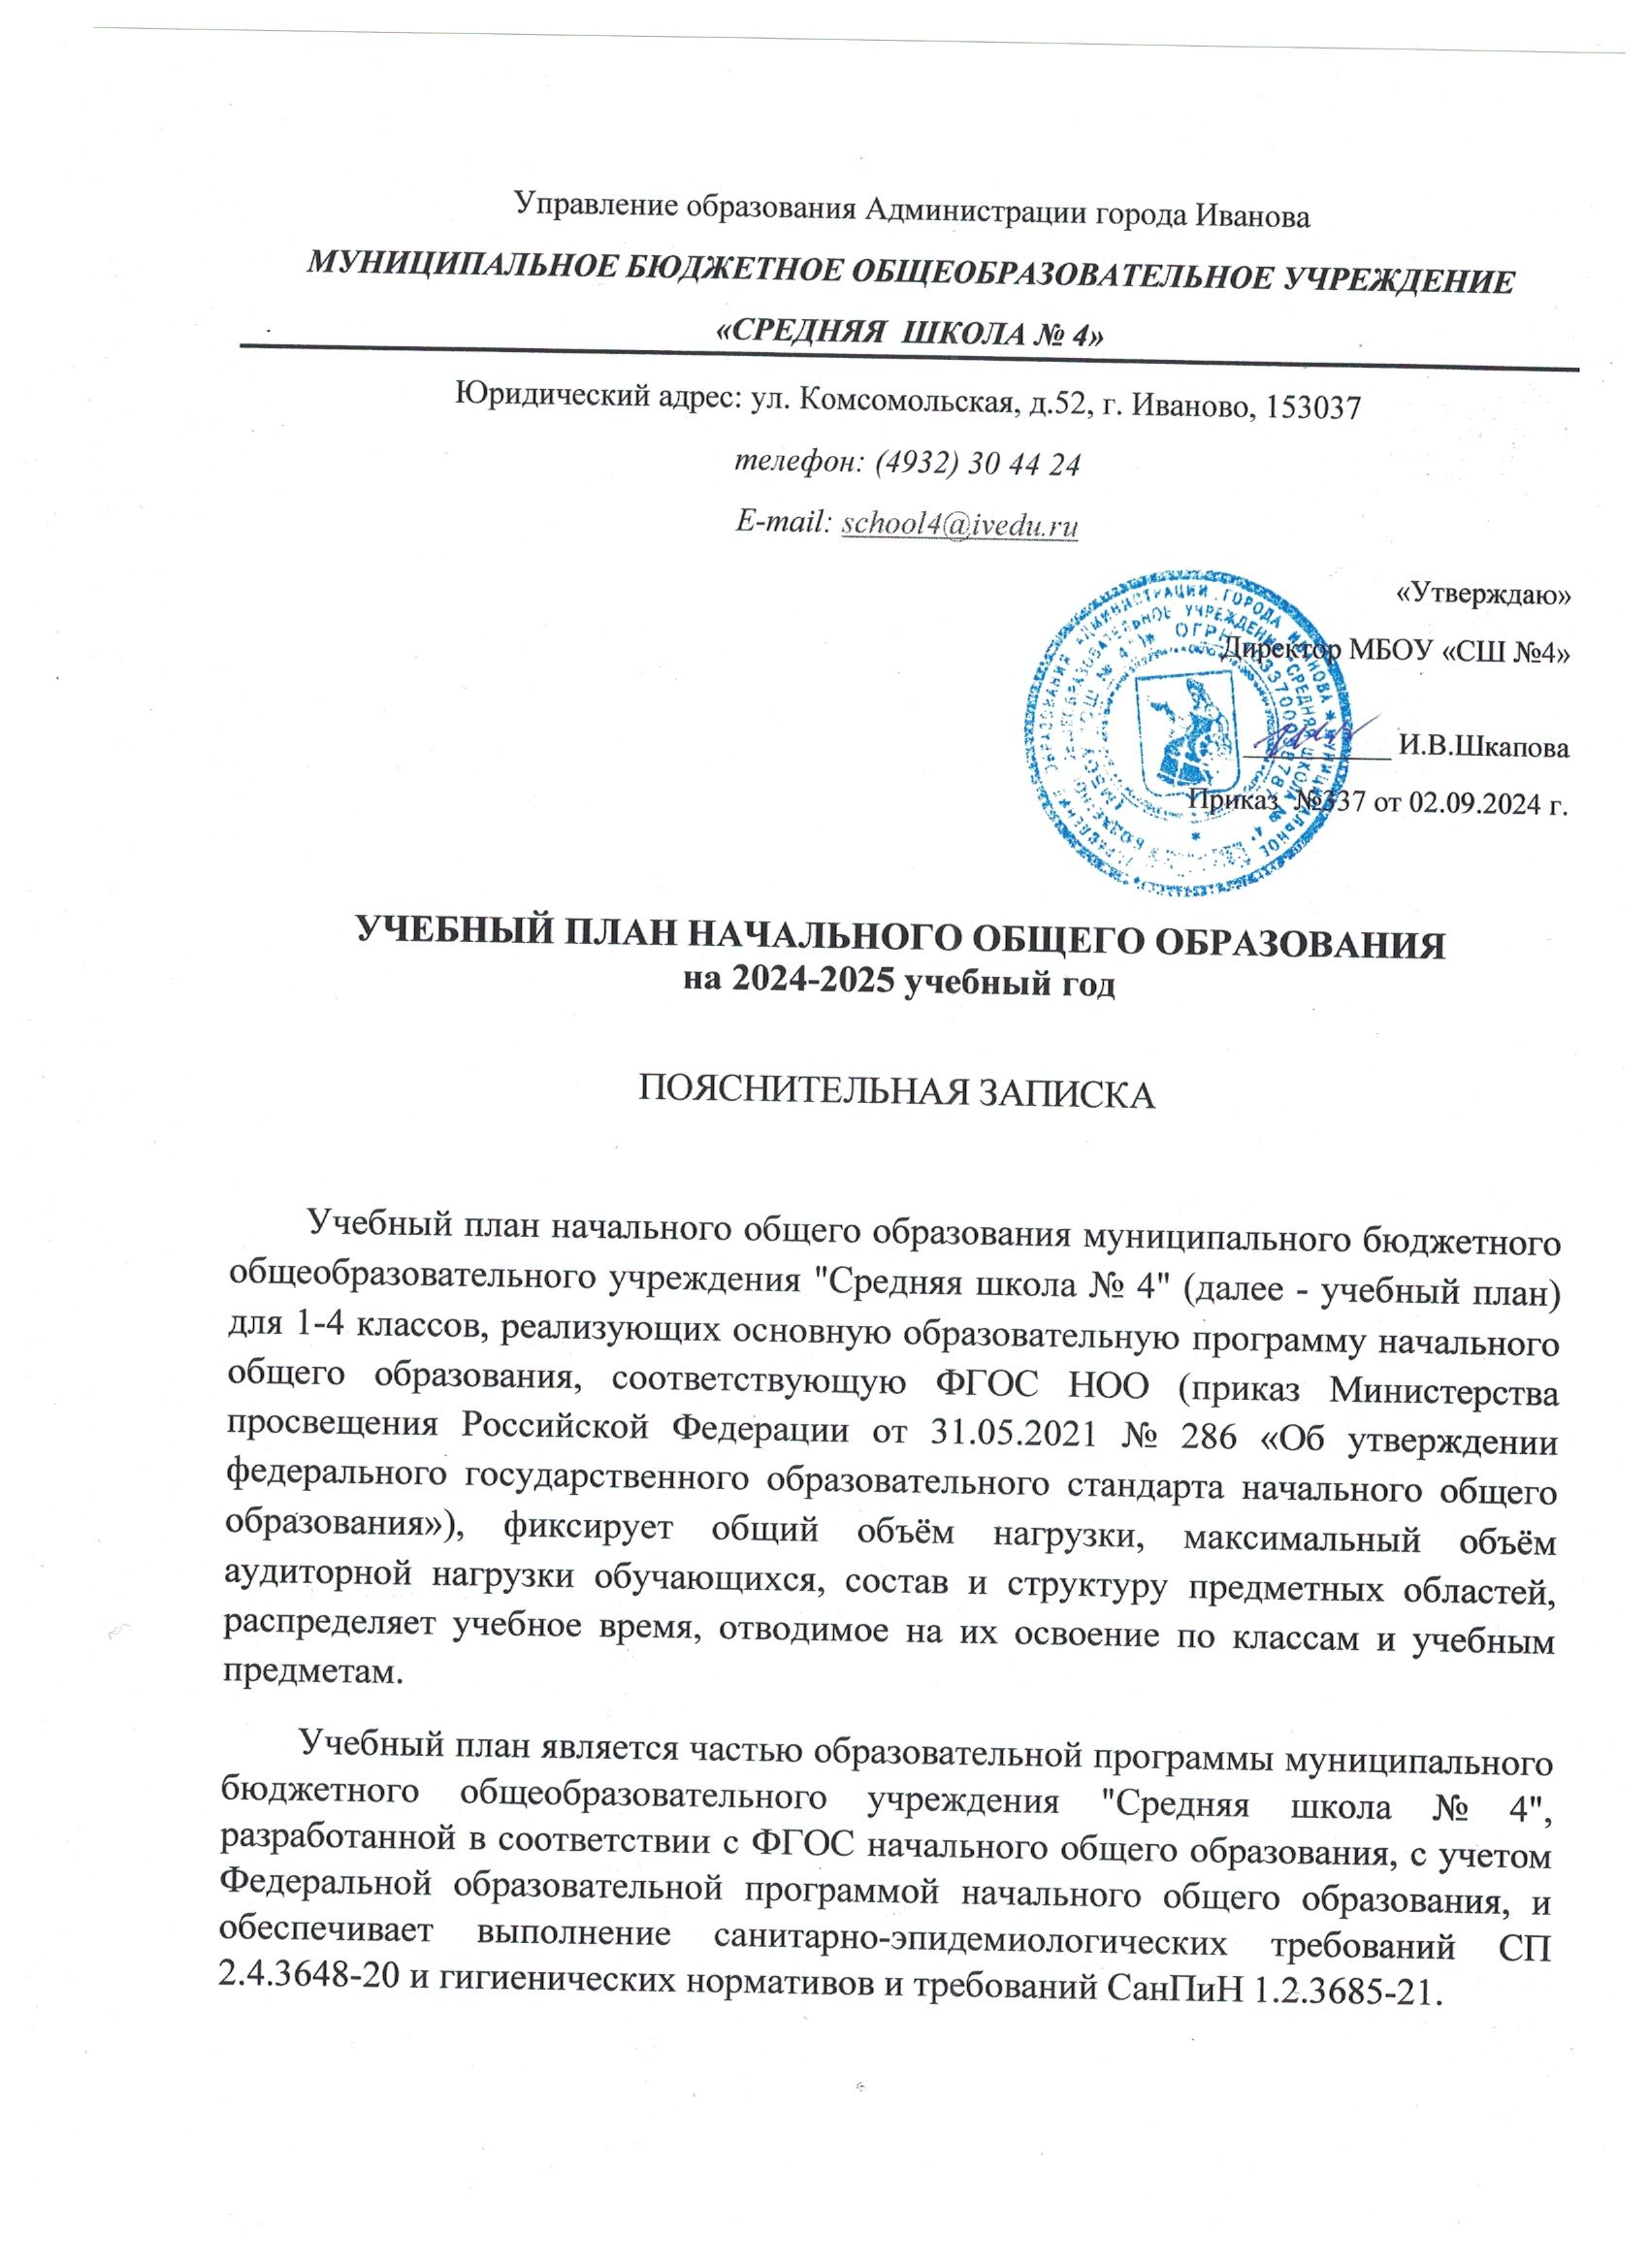 Управление образования Администрации города Иванова
МУНИЦИПАЛЬНОЕ БЮДЖЕТНОЕ ОБЩЕОБРАЗОВАТЕЛЬНОЕ УЧРЕЖДЕНИЕ
«СРЕДНЯЯ ШКОЛА № 4»
Юридический адрес: ул. Комсомольская, д.52, г. Иваново, 153037
телефон: (4932) 30 44 24
E-mail: school4@ivedu.ru
«Утверждаю»
Директор МБОУ «СШ №4»
И.В.Шкапова
Приказ №337 от 02.09.2024 г.
УЧЕБНЫЙ ПЛАН НАЧАЛЬНОГО ОБЩЕГО ОБРАЗОВАНИЯ
на 2024-2025 учебный год
ПОЯСНИТЕЛЬНАЯ ЗАПИСКА
Учебный план начального общего образования муниципального бюджетного
общеобразовательного учреждения "Средняя школа № 4" (далее - учебный план)
для 1-4 классов, реализующих основную образовательную программу начального
общего образования, соответствующую ФГОС НОО (приказ Министерства
просвещения Российской Федерации от 31.05.2021 № 286 «Об утверждении
федерального государственного образовательного стандарта начального общего
образования»), фиксирует общий объём нагрузки, максимальный объём
аудиторной нагрузки обучающихся, состав и структуру предметных областей,
распределяет учебное время, отводимое на их освоение по классам и учебным
предметам.
Учебный план является частью образовательной программы муниципального
бюджетного общеобразовательного учреждения "Средняя школа № 4",
разработанной в соответствии с ФГОС начального общего образования, с учетом
Федеральной образовательной программой начального общего образования, и
обеспечивает выполнение санитарно-эпидемиологических требований СП
2.4.3648-20 и гигиенических нормативов и требований СанПиН 1.2.3685-21.